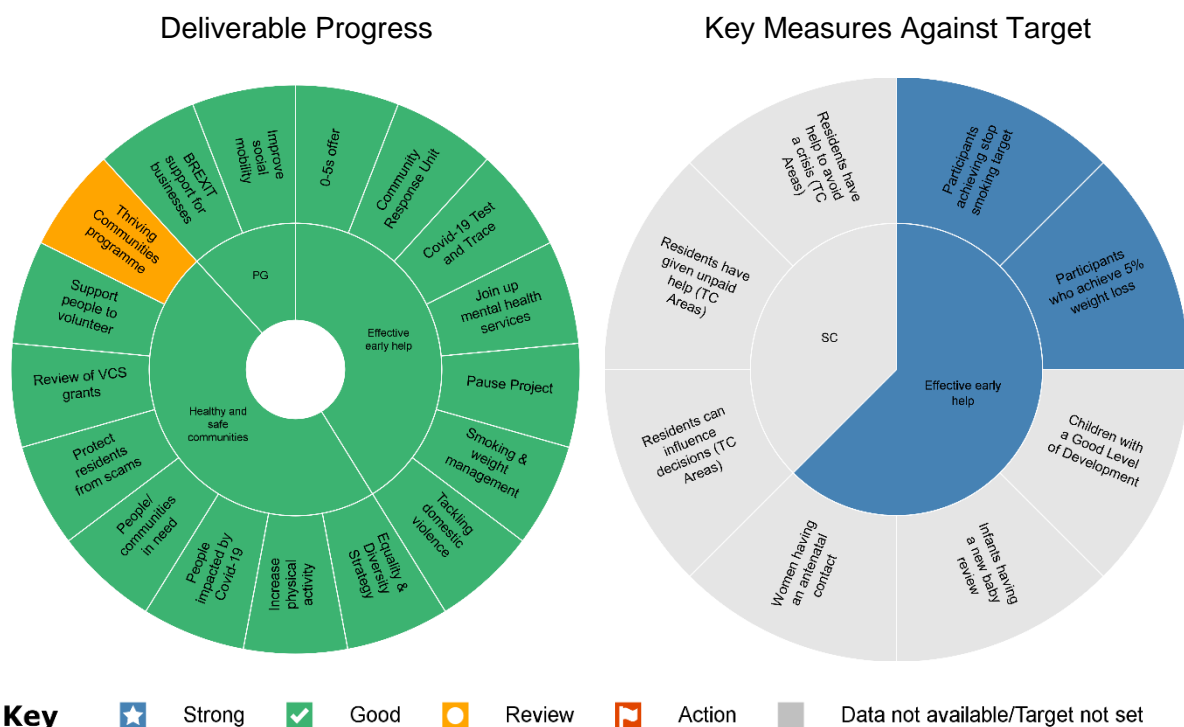 Deliverable Progress
Key Measures Against Target
Improve
social
mobility
0-5s offer
Community
Response Unit
Covid-19 Test
and Trace
Join up
mental health
services
Pause Project
Smoking &
weight
management
Tackling
domestic
violence
Equality &
Diversity
Strategy
Increase
physical
activity
People
impacted by
Covid-19
People/
communities
in need
Protect
residents
from scams
Review of VCS
grants
Support
people to
volunteer
Thriving
Communities
programme
BREXIT
support for
businesses
PG
Effective
early help
Healthy and
safe
communities
Participants
achieving stop
smoking target
Participants
who achieve 5%
weight loss
Children with
a Good Level
of Development
Infants having
a new baby
review
Women having
an antenatal
contact
Residents can
influence
decisions (TC
Areas)
Residents have
given unpaid
help (TC
Areas)
Residents have
help to avoid
a crisis (TC
Areas)
SC
Effective early
help
Key
Strong
Good
Review
Action
Data not available/Target not set